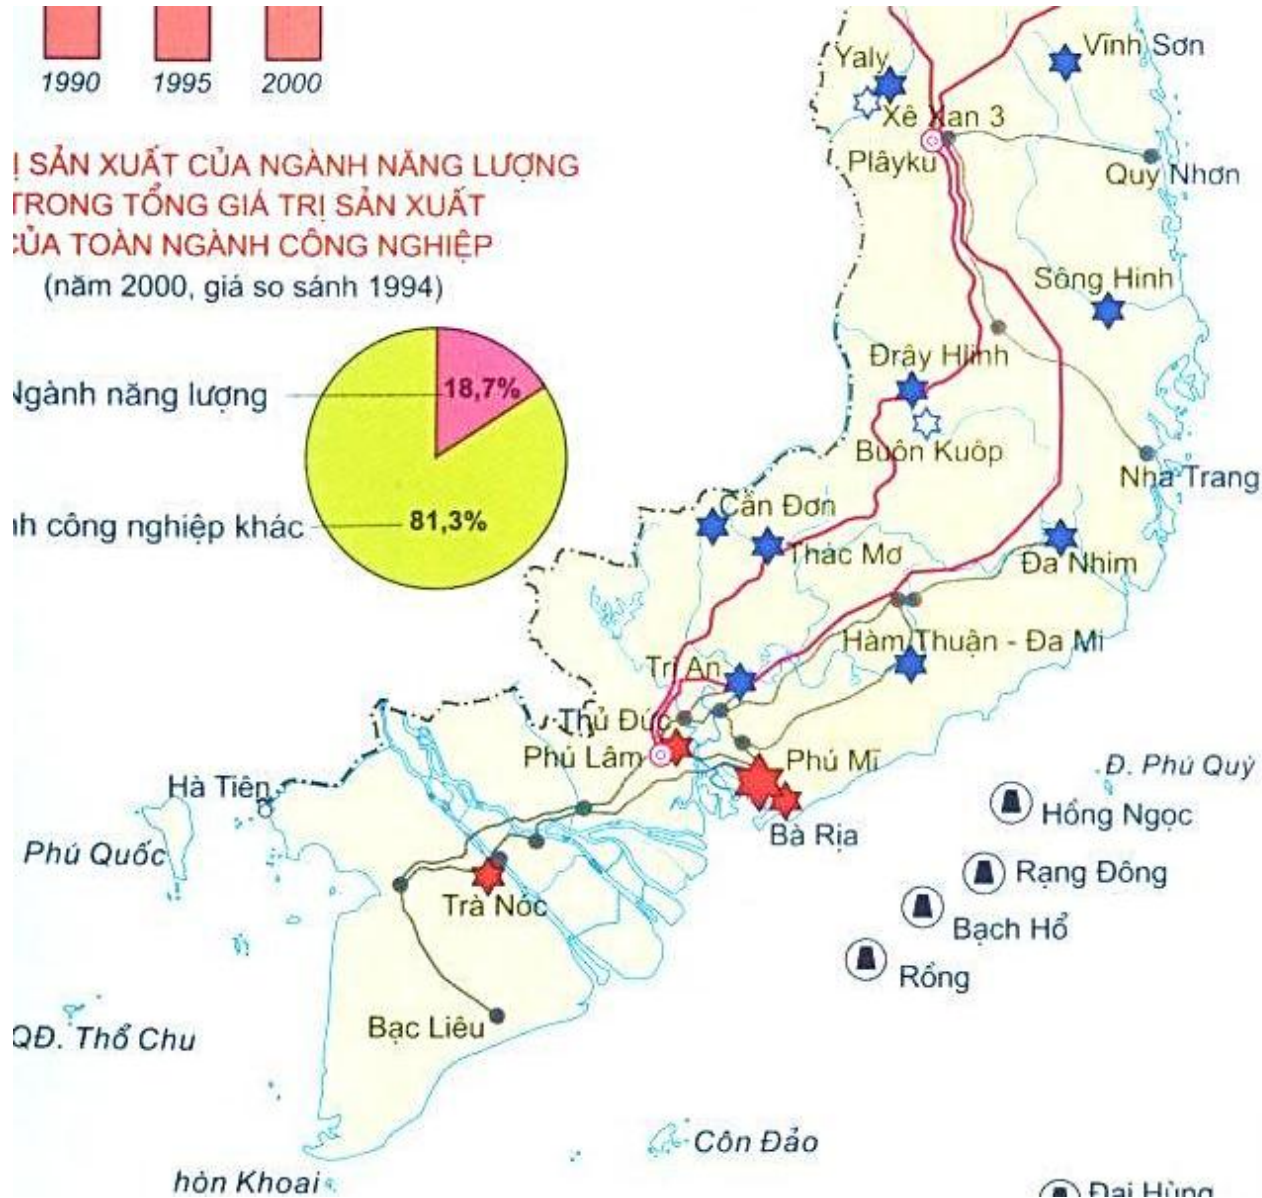 1990 1995 2000
Ị SẢN XUẤT CỦA NGÀNH NĂNG LƯỢNG
TRONG TỔNG GIÁ TRỊ SẢN XUẤT
CỦA TOÀN NGÀNH CÔNG NGHIỆP
(năm 2000, giá so sánh 1994)
Ngành năng lượng
18,7%
nh công nghiệp khác
81,3%
Yaly
Vĩnh Sơn
Xê Xan 3
Plâyku
Quy Nhơn
Sông Hinh
Đrây Hlinh
Buôn Kuôp
Nha Trang
Cần Đơn
Thác Mơ
Đa Nhim
Hàm Thuận - Đa Mi
Trị An
Thủ Đức
Phú Lâm
Phú Mĩ
Bà Rịa
Đ. Phú Quý
Hồng Ngọc
Rạng Đông
Bạch Hổ
Rồng
Hà Tiên
Phú Quốc
Trà Nóc
Bạc Liêu
QĐ. Thổ Chu
Côn Đảo
hòn Khoai
Đại Hùng